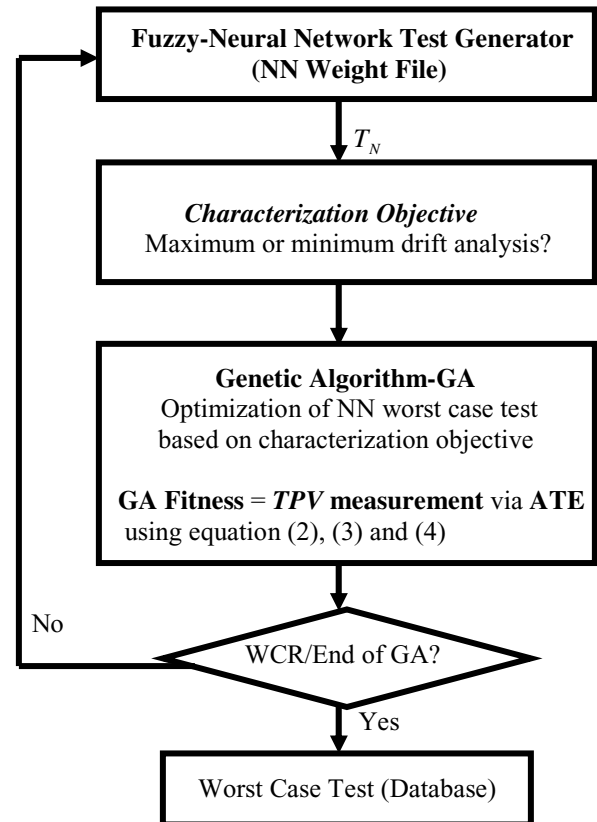 Fuzzy-Neural Network Test Generator
(NN Weight File)
T_N
Characterization Objective
Maximum or minimum drift analysis?
Genetic Algorithm-GA
Optimization of NN worst case test
based on characterization objective
GA Fitness = TPV measurement via ATE
using equation (2), (3) and (4)
No
WCR/End of GA?
Yes
Worst Case Test (Database)